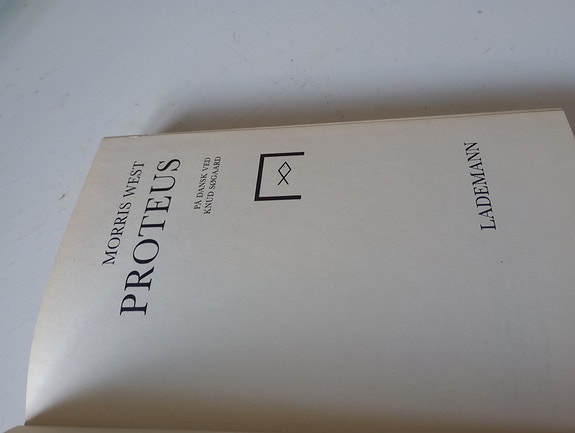 MORRIS WEST
PROTEUS
PÅ DANSK VED
KNUD SØGAARD
LADEMANN